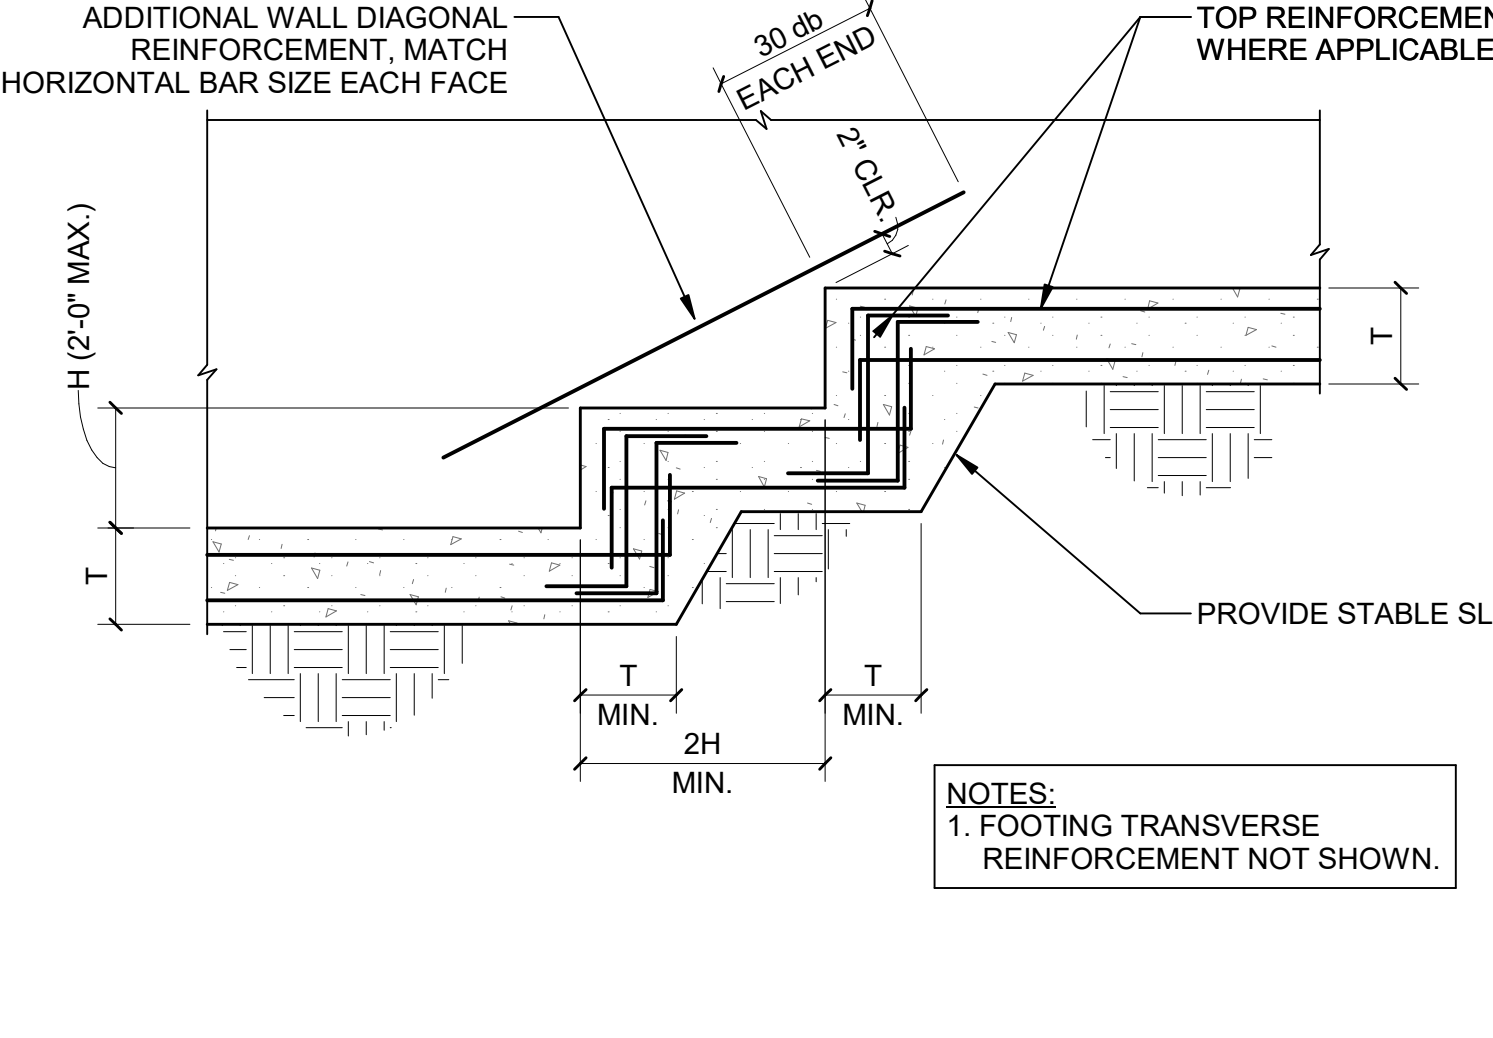 ADDITIONAL WALL DIAGONAL
REINFORCEMENT, MATCH
HORIZONTAL BAR SIZE EACH FACE
30 db
EACH END
2" CLR.
TOP REINFORCEMEN
WHERE APPLICABLE
H (2'-0" MAX.)
T
T
PROVIDE STABLE SL
T
MIN.
T
MIN.
2H
MIN.
NOTES:
1. FOOTING TRANSVERSE
REINFORCEMENT NOT SHOWN.